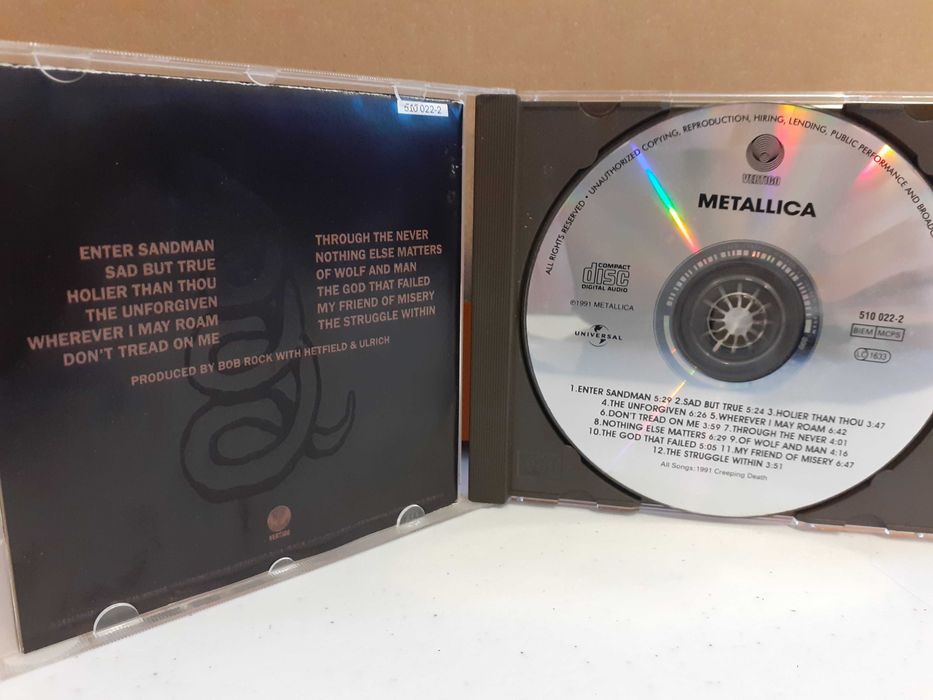 510 022-2
ENTER SANDMAN
SAD BUT TRUE
HOLIER THAN THOU
THE UNFORGIVEN
WHEREVER I MAY ROAM
DON'T TREAD ON ME
THROUGH THE NEVER
NOTHING ELSE MATTERS
OF WOLF AND MAN
THE GOD THAT FAILED
MY FRIEND OF MISERY
THE STRUGGLE WITHIN
PRODUCED BY BOB ROCK WITH HETFIELD & ULRICH
VERTIGO
ALL RIGHTS RESERVED • UNAUTHORIZED COPYING, REPRODUCTION, HIRING, LENDING, PUBLIC PERFORMANCE AND
VERTIGO
METALLICA
COMPACT
disc
DIGITAL AUDIO
℗1991 METALLICA
UNIVERSAL
510 022-2
BIEM MCPS
LC 1633
1.ENTER SANDMAN 5:29 2.SAD BUT TRUE 5:24 3.HOLIER THAN THOU 3:47
4.THE UNFORGIVEN 6:26 5.WHEREVER I MAY ROAM 6:42
6.DON'T TREAD ON ME 3:59 7.THROUGH THE NEVER 4:01
8.NOTHING ELSE MATTERS 6:29 9.OF WOLF AND MAN 4:16
10.THE GOD THAT FAILED 5:05 11.MY FRIEND OF MISERY 6:47
12.THE STRUGGLE WITHIN 3:51
All Songs: 1991 Creeping Death